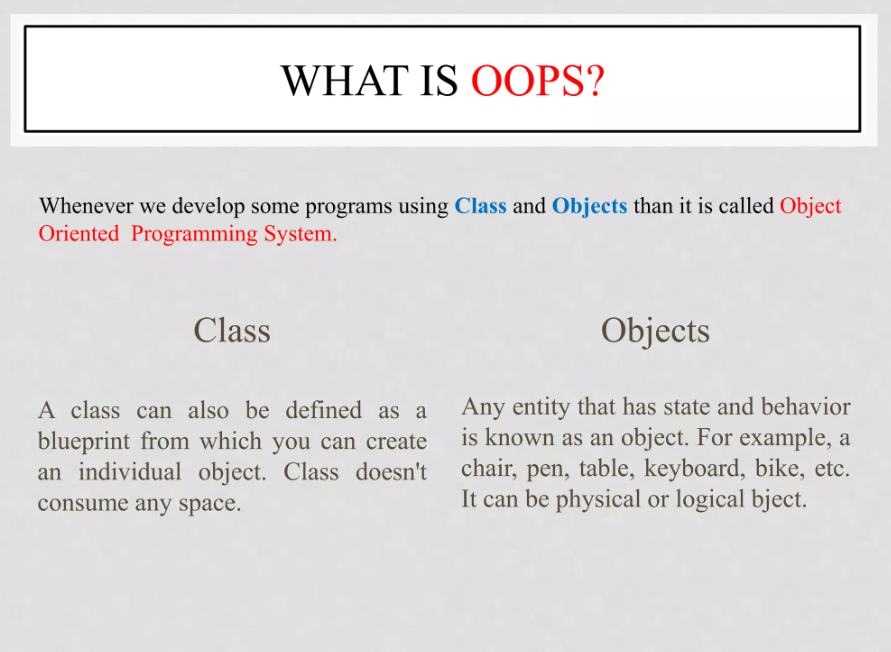 WHAT IS OOPS?
Whenever we develop some programs using Class and Objects than it is called Object
Oriented Programming System.
Class
A class can also be defined as a
blueprint from which you can create
an individual object. Class doesn't
consume any space.
Objects
Any entity that has state and behavior
is known as an object. For example, a
chair, pen, table, keyboard, bike, etc.
It can be physical or logical bject.